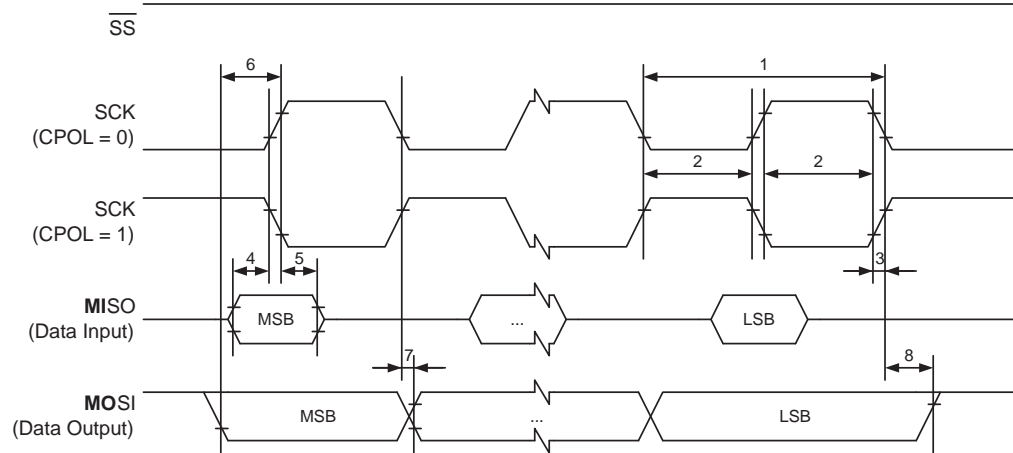 SS
6
1
SCK
(CPOL = 0)
2
2
SCK
(CPOL = 1)
4
5
3
MISO
(Data Input)
MSB
...
LSB
7
8
MOSI
(Data Output)
MSB
...
LSB